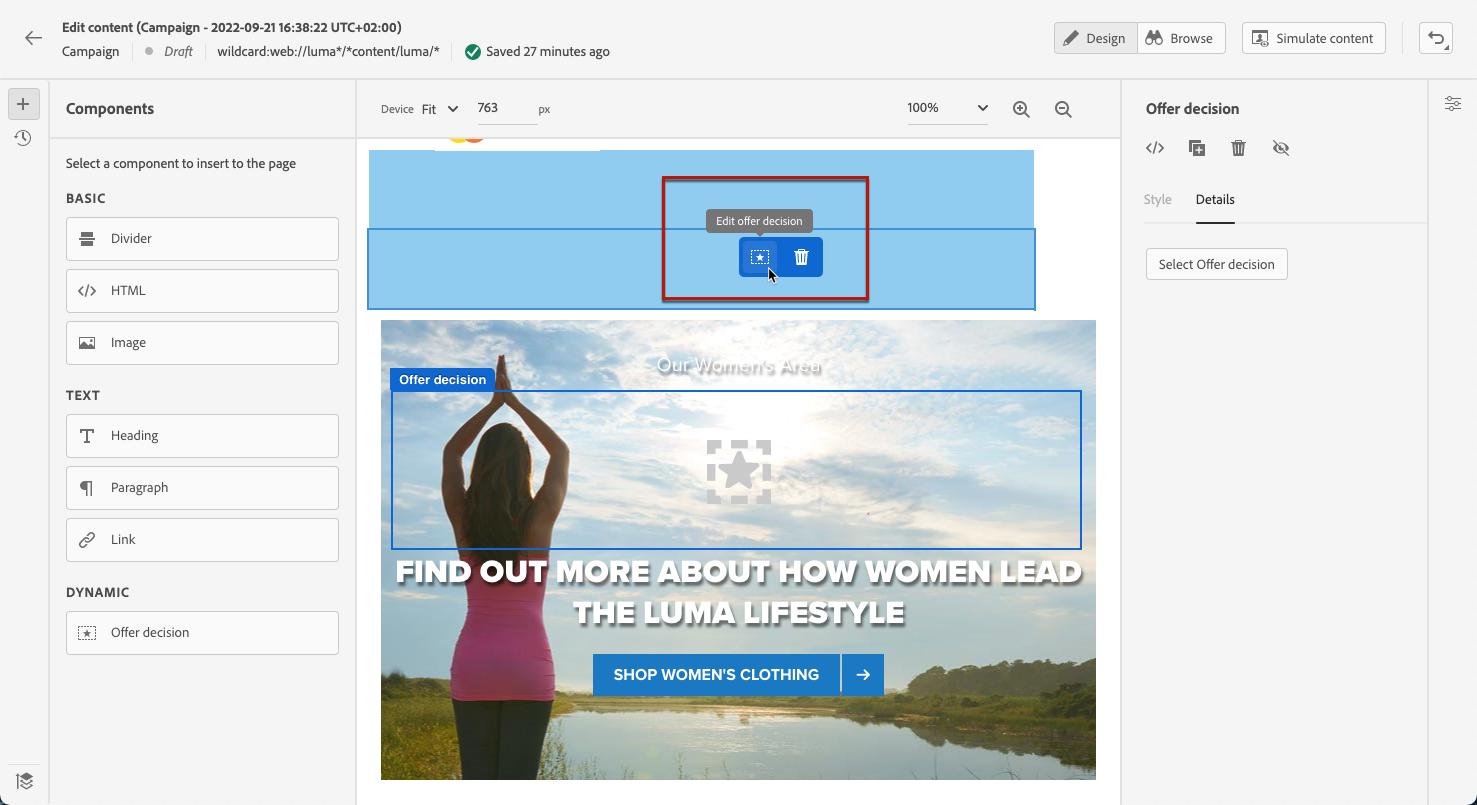 Edit content (Campaign - 2022-09-21 16:38:22 UTC+02:00)
Campaign
Draft
wildcard:web://luma*/*content/luma/*
Saved 27 minutes ago
Design
Browse
Simulate content
Components
Select a component to insert to the page
BASIC
Divider
HTML
Image
TEXT
Heading
Paragraph
Link
DYNAMIC
Offer decision
Device
Fit
763
px
100%
Edit offer decision
Our Women's Area
Offer decision
FIND OUT MORE ABOUT HOW WOMEN LEAD
THE LUMA LIFESTYLE
SHOP WOMEN'S CLOTHING
Offer decision
Style
Details
Select Offer decision